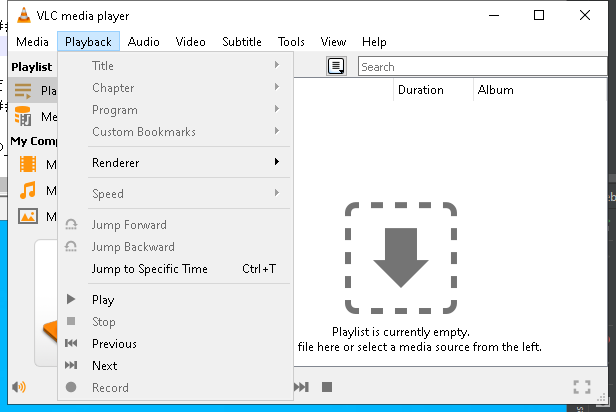 VLC media player
Media Playback Audio Video Subtitle Tools View Help
Playlist
Search
Duration Album
My Comp
Title
Chapter
Program
Custom Bookmarks
Renderer
Speed
Jump Forward
Jump Backward
Jump to Specific Time Ctrl+T
Play
Stop
Previous
Next
Record
Playlist is currently empty.
file here or select a media source from the left.